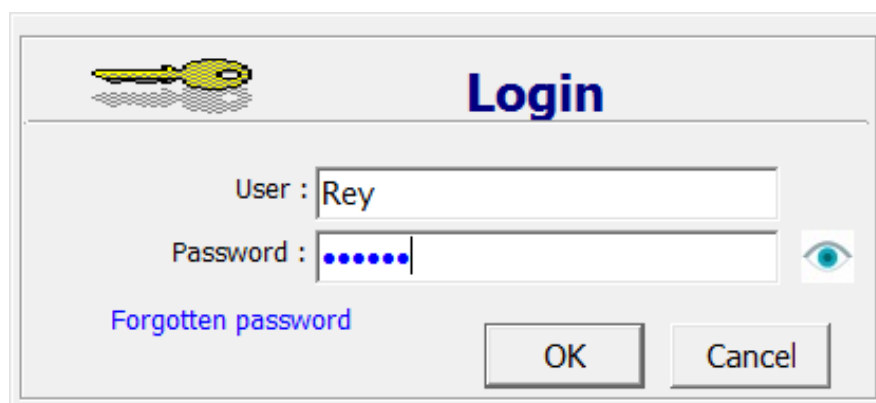 Login
User : Rey
Password : ••••••
Forgotten password
OK Cancel